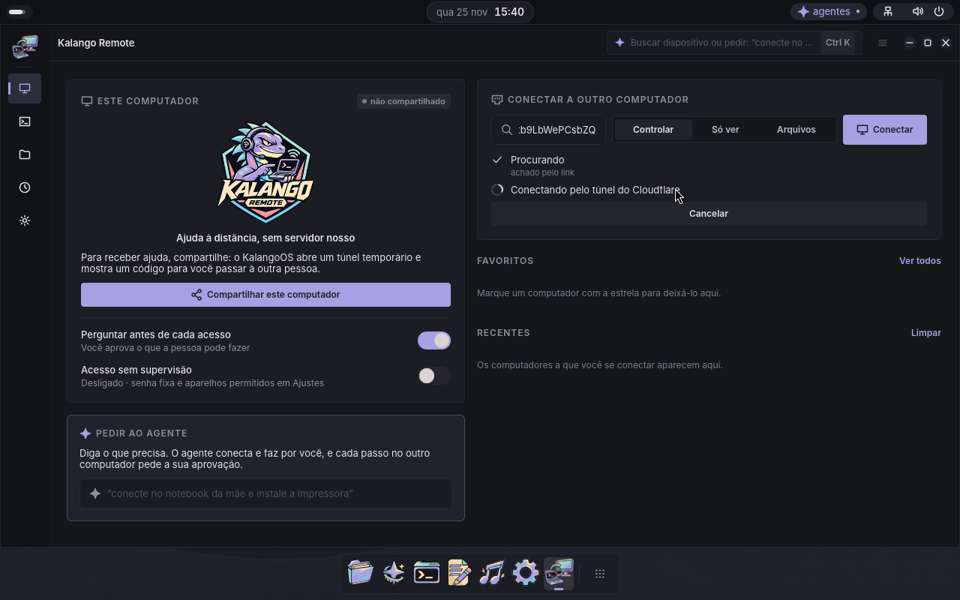 qua 25 nov 15:40
agentes
Kalango Remote
Buscar dispositivo ou pedir: "conecte no ...
Ctrl K
ESTE COMPUTADOR
não compartilhado
KALANGO
REMOTE
Ajuda à distância, sem servidor nosso
Para receber ajuda, compartilhe: o KalangoOS abre um túnel temporário e
mostra um código para você passar à outra pessoa.
Compartilhar este computador
Perguntar antes de cada acesso
Você aprova o que a pessoa pode fazer
Acesso sem supervisão
Desligado · senha fixa e aparelhos permitidos em Ajustes
PEDIR AO AGENTE
Diga o que precisa. O agente conecta e faz por você, e cada passo no outro
computador pede a sua aprovação.
"conecte no notebook da mãe e instale a impressora"
CONECTAR A OUTRO COMPUTADOR
:b9LbWePCsbZQ
Controlar
Só ver
Arquivos
Conectar
Procurando
achado pelo link
Conectando pelo túnel do Cloudflare
Cancelar
FAVORITOS
Ver todos
Marque um computador com a estrela para deixá-lo aqui.
RECENTES
Limpar
Os computadores a que você se conectar aparecem aqui.